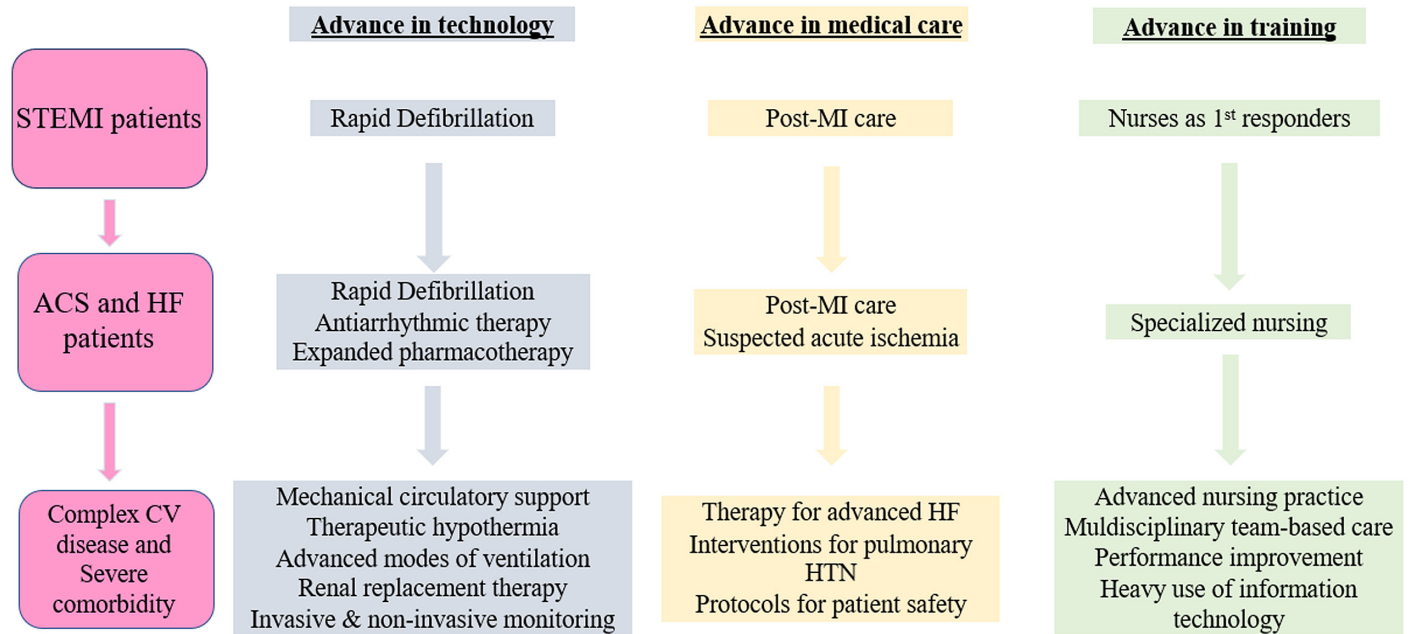 Advance in technology
Advance in medical care
Advance in training
STEMI patients
Rapid Defibrillation
Post-MI care
Nurses as 1st responders
ACS and HF
patients
Rapid Defibrillation
Antiarrhythmic therapy
Expanded pharmacotherapy
Post-MI care
Suspected acute ischemia
Specialized nursing
Complex CV
disease and
Severe
comorbidity
Mechanical circulatory support
Therapeutic hypothermia
Advanced modes of ventilation
Renal replacement therapy
Invasive & non-invasive monitoring
Therapy for advanced HF
Interventions for pulmonary
HTN
Protocols for patient safety
Advanced nursing practice
Muldisciplinary team-based care
Performance improvement
Heavy use of information
technology